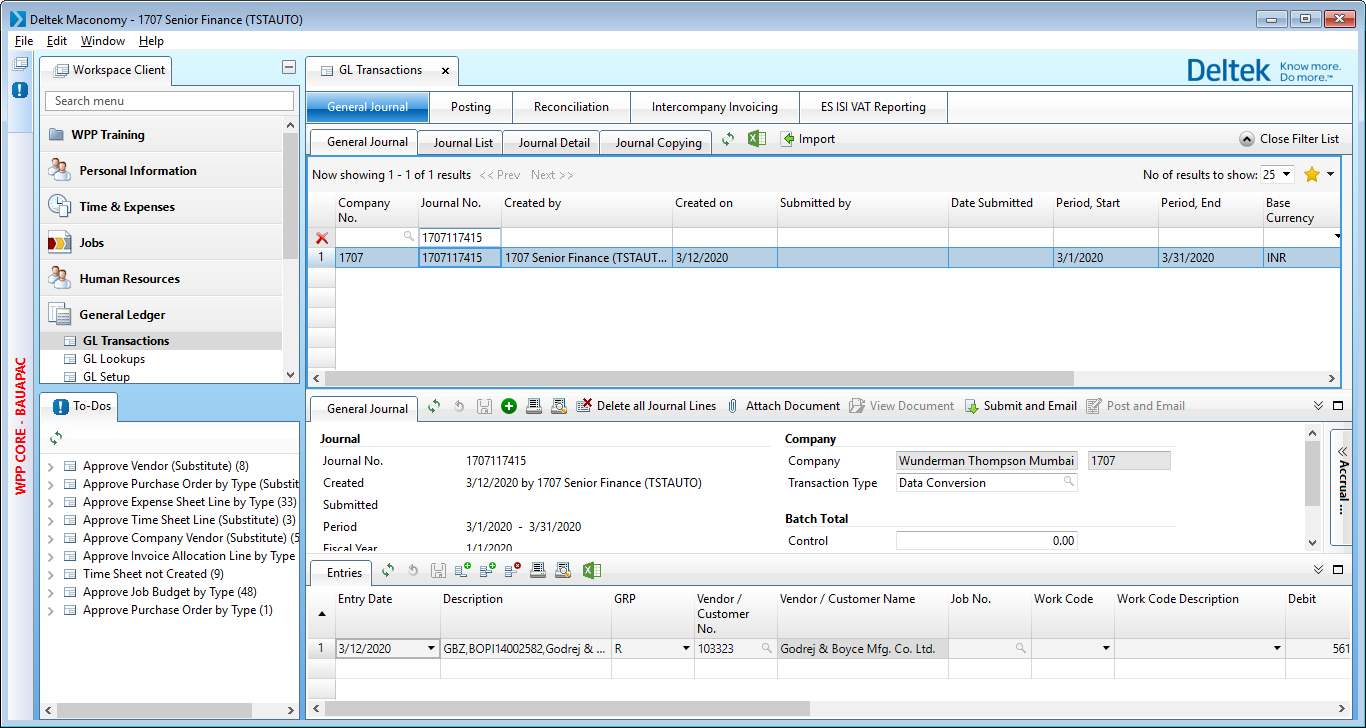 Deltek Maconomy - 1707 Senior Finance (TSTAUTO)
File Edit Window Help
Workspace Client
Search menu
WPP Training
Personal Information
Time & Expenses
Jobs
Human Resources
General Ledger
GL Transactions
GL Lookups
GL Setup
WPP CORE - BAUAPAC
To-Dos
Approve Vendor (Substitute) (8)
Approve Purchase Order by Type (Substit
Approve Expense Sheet Line by Type (33)
Approve Time Sheet Line (Substitute) (3)
Approve Company Vendor (Substitute) (5
Approve Invoice Allocation Line by Type
Time Sheet not Created (9)
Approve Job Budget by Type (48)
Approve Purchase Order by Type (1)
GL Transactions
Deltek Know more.
Do more.™
General Journal Posting Reconciliation Intercompany Invoicing ES ISI VAT Reporting
General Journal Journal List Journal Detail Journal Copying Import Close Filter List
Now showing 1 - 1 of 1 results << Prev Next >> No of results to show: 25
Company No. Journal No. Created by Created on Submitted by Date Submitted Period, Start Period, End Base Currency
1707117415
1 1707 1707117415 1707 Senior Finance (TSTAUT... 3/12/2020 3/1/2020 3/31/2020 INR
General Journal Delete all Journal Lines Attach Document View Document Submit and Email Post and Email
Journal
Journal No. 1707117415
Created 3/12/2020 by 1707 Senior Finance (TSTAUTO)
Submitted
Period 3/1/2020 - 3/31/2020
Fiscal Year 1/1/2020
Company
Company Wunderman Thompson Mumbai 1707
Transaction Type Data Conversion
Batch Total
Control 0.00
Accrual ...
Entries
Entry Date Description GRP Vendor / Customer No. Vendor / Customer Name Job No. Work Code Work Code Description Debit
1 3/12/2020 GBZ,BOPI14002582,Godrej & ... R 103323 Godrej & Boyce Mfg. Co. Ltd. 561